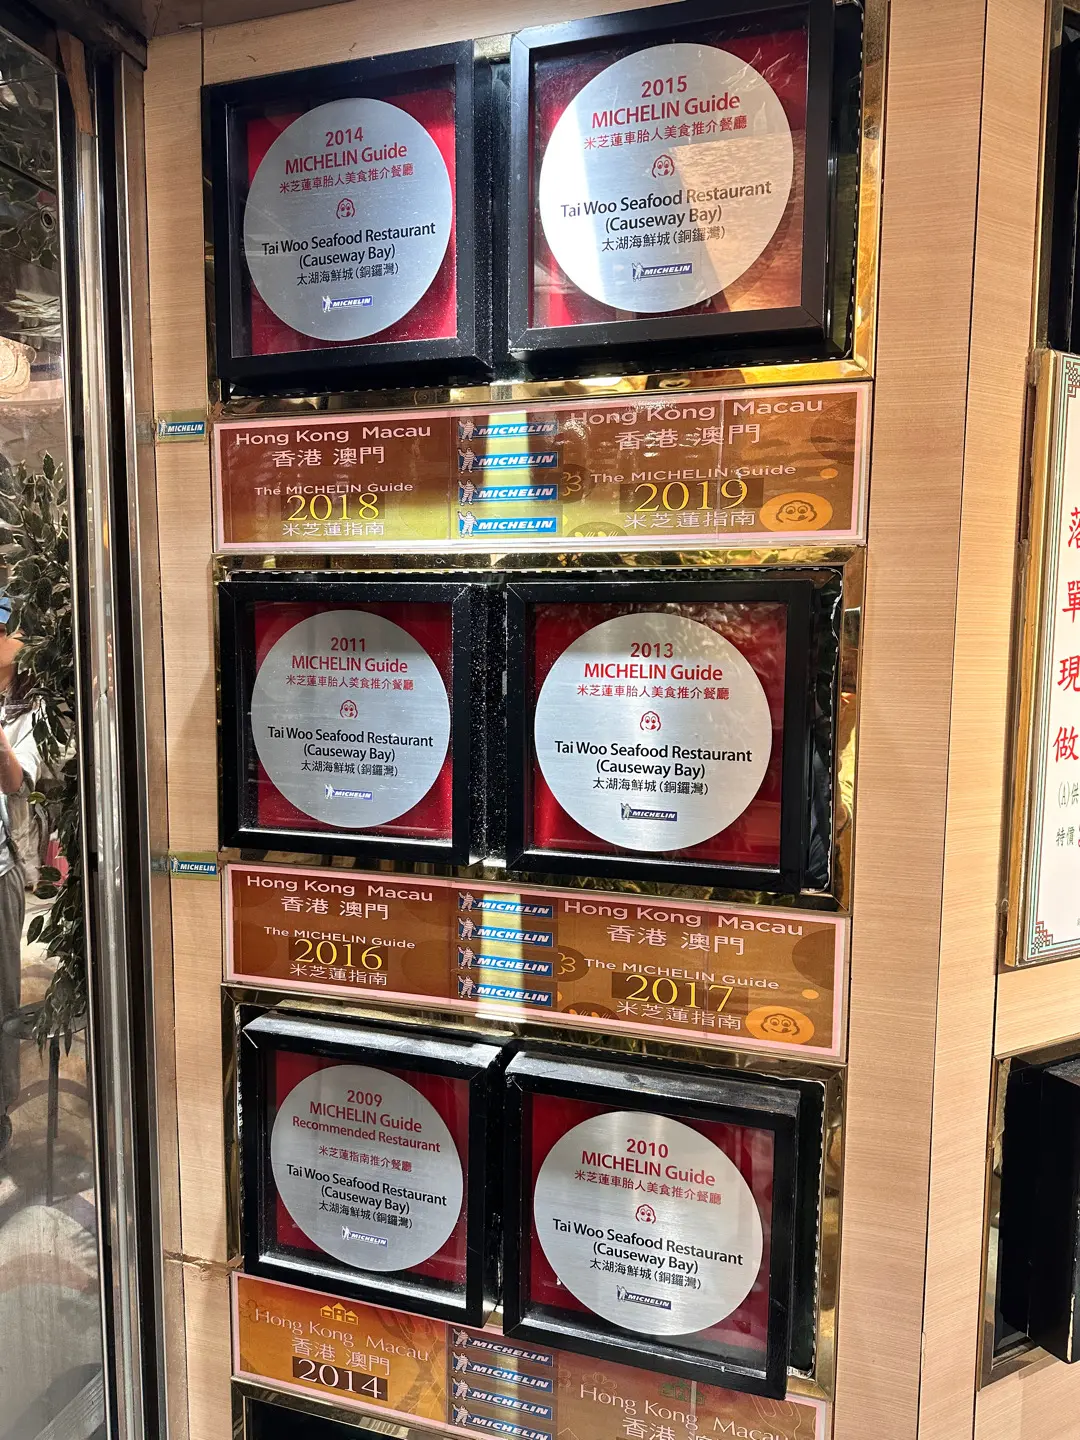 2014
MICHELIN Guide
米芝蓮車胎人美食推介餐廳
Tai Woo Seafood Restaurant
(Causeway Bay)
太湖海鮮城(銅鑼灣)
MICHELIN
2015
MICHELIN Guide
米芝蓮車胎人美食推介餐廳
Tai Woo Seafood Restaurant
(Causeway Bay)
太湖海鮮城(銅鑼灣)
MICHELIN
MICHELIN
Hong Kong Macau
香港 澳門
The MICHELIN Guide
2018
米芝蓮指南
MICHELIN
MICHELIN
MICHELIN
MICHELIN
Hong Kong Macau
香港 澳門
The MICHELIN Guide
2019
米芝蓮指南
2011
MICHELIN Guide
米芝蓮車胎人美食推介餐廳
Tai Woo Seafood Restaurant
(Causeway Bay)
太湖海鮮城(銅鑼灣)
MICHELIN
2013
MICHELIN Guide
米芝蓮車胎人美食推介餐廳
Tai Woo Seafood Restaurant
(Causeway Bay)
太湖海鮮城(銅鑼灣)
MICHELIN
MICHELIN
Hong Kong Macau
香港 澳門
The MICHELIN Guide
2016
米芝蓮指南
MICHELIN
MICHELIN
MICHELIN
MICHELIN
Hong Kong Macau
香港 澳門
The MICHELIN Guide
2017
米芝蓮指南
2009
MICHELIN Guide
Recommended Restaurant
米芝蓮指南推介餐廳
Tai Woo Seafood Restaurant
(Causeway Bay)
太湖海鮮城(銅鑼灣)
MICHELIN
2010
MICHELIN Guide
米芝蓮車胎人美食推介餐廳
Tai Woo Seafood Restaurant
(Causeway Bay)
太湖海鮮城(銅鑼灣)
MICHELIN
Hong Kong Macau
香港 澳門
2014
MICHELIN
MICHELIN
MICHELIN
MICHELIN
Hong Kong Macau
香港 澳門
落單現做
(A)供
特價